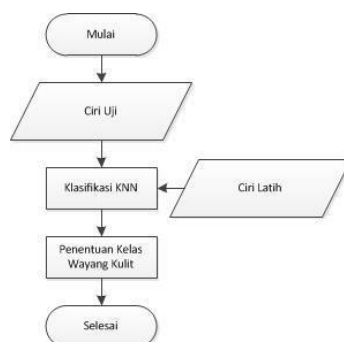 Mulai
Ciri Uji
Klasifikasi KNN
Ciri Latih
Penentuan Kelas
Wayang Kulit
Selesai